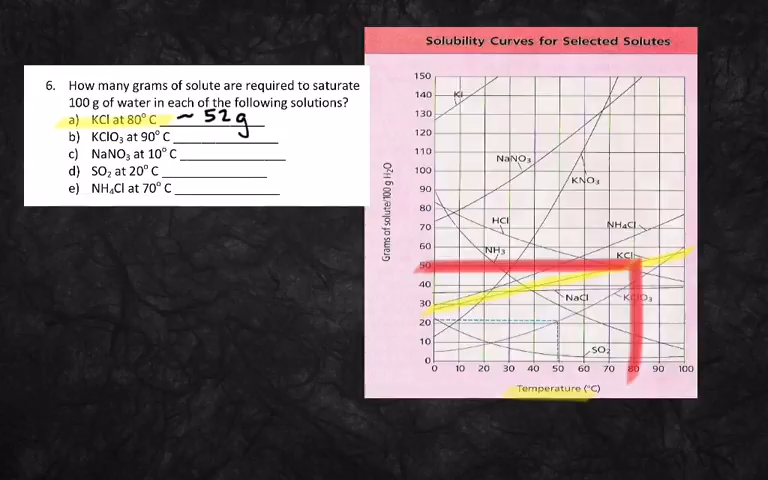 6. How many grams of solute are required to saturate
100 g of water in each of the following solutions?
a) KCl at 80° C ~ 52 g
b) KClO₃ at 90° C
c) NaNO₃ at 10° C
d) SO₂ at 20° C
e) NH₄Cl at 70° C
Solubility Curves for Selected Solutes
Grams of solute/100 g H₂O
150
140
130
120
110
100
90
80
70
60
50
40
30
20
10
0
KI
NaNO₃
KNO₃
HCl
NH₄Cl
NH₃
KCl
NaCl
KClO₃
SO₂
0 10 20 30 40 50 60 70 80 90 100
Temperature (°C)